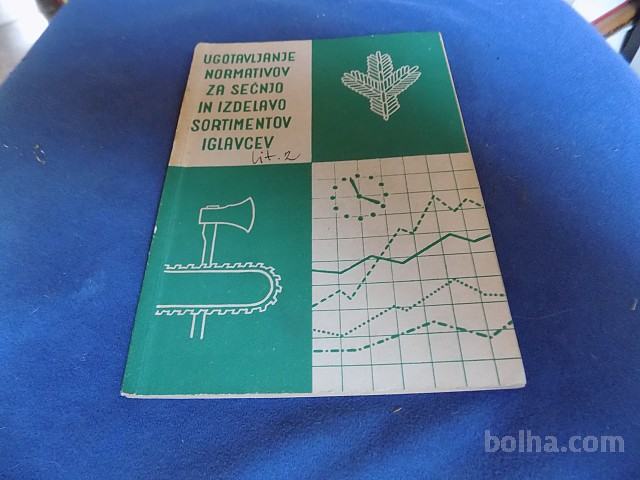 UGOTAVLJANJE
NORMATIVOV
ZA SEČNJO
IN IZDELAVO
SORTIMENTOV
IGLAVCEV
lit. 2
bolha.com